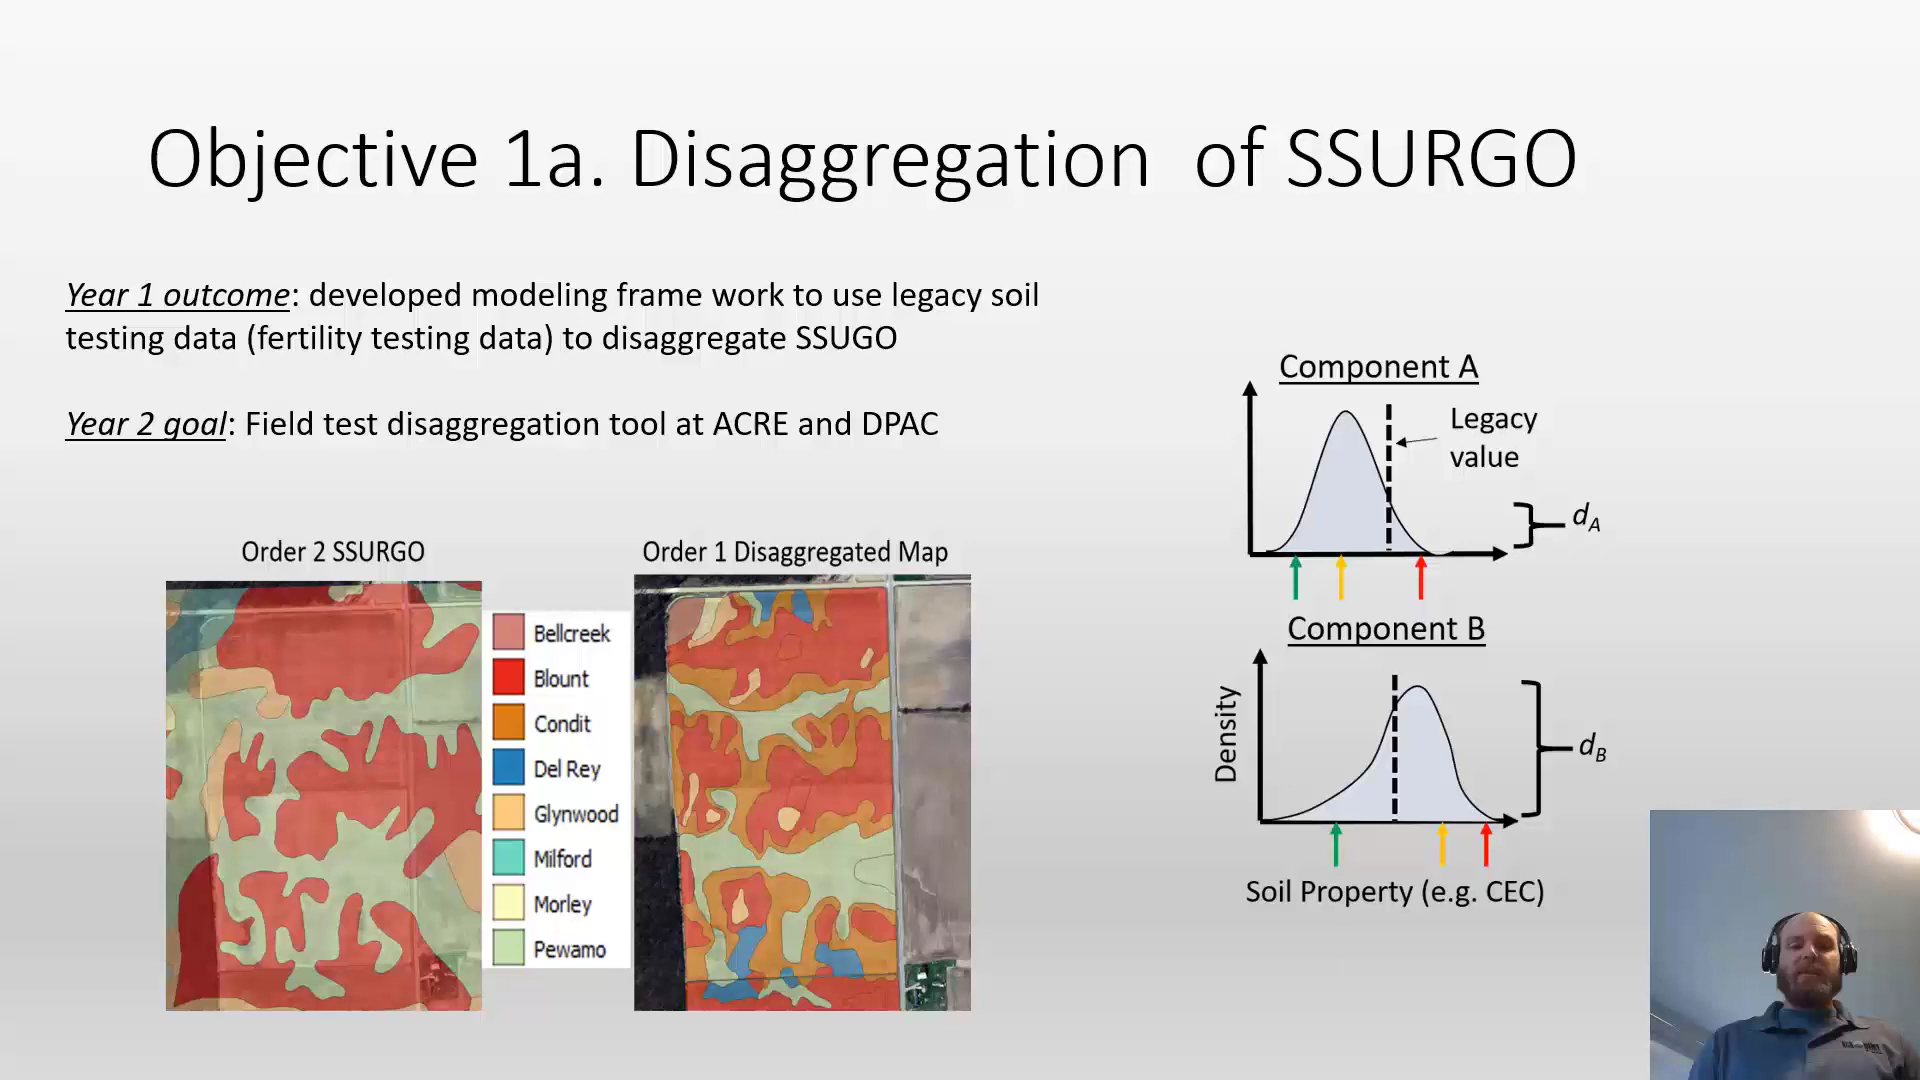 Objective 1a. Disaggregation of SSURGO
Year 1 outcome: developed modeling frame work to use legacy soil
testing data (fertility testing data) to disaggregate SSUGO
Year 2 goal: Field test disaggregation tool at ACRE and DPAC
Order 2 SSURGO
Bellcreek
Blount
Condit
Del Rey
Glynwood
Milford
Morley
Pewamo
Order 1 Disaggregated Map
Component A
Legacy
value
dA
Component B
Density
dB
Soil Property (e.g. CEC)